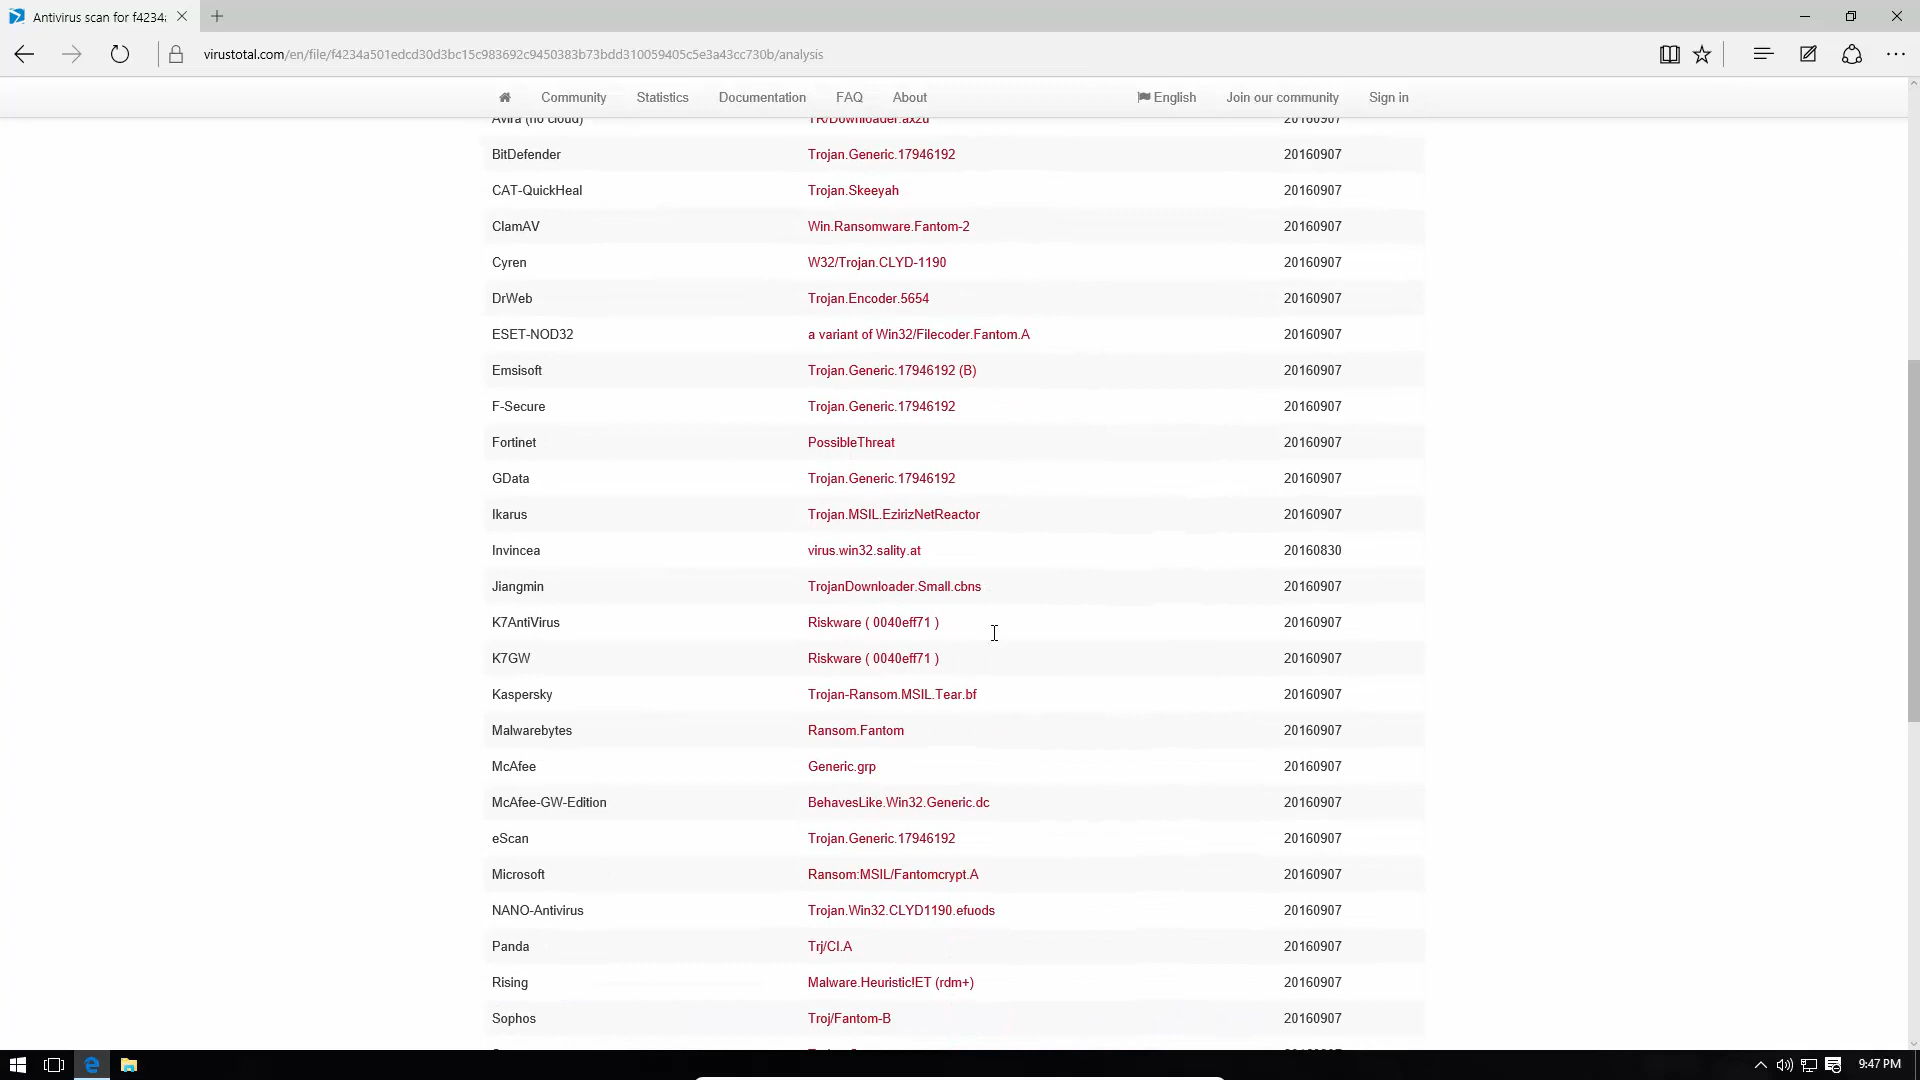 Antivirus scan for f4234a
virustotal.com/en/file/f4234a501edcd30d3bc15c983692c9450383b73bdd310059405c5e3a43cc730b/analysis
Community Statistics Documentation FAQ About English Join our community Sign in
Avira (no cloud) TR/Downloader.axzu 20160907
BitDefender Trojan.Generic.17946192 20160907
CAT-QuickHeal Trojan.Skeeyah 20160907
ClamAV Win.Ransomware.Fantom-2 20160907
Cyren W32/Trojan.CLYD-1190 20160907
DrWeb Trojan.Encoder.5654 20160907
ESET-NOD32 a variant of Win32/Filecoder.Fantom.A 20160907
Emsisoft Trojan.Generic.17946192 (B) 20160907
F-Secure Trojan.Generic.17946192 20160907
Fortinet PossibleThreat 20160907
GData Trojan.Generic.17946192 20160907
Ikarus Trojan.MSIL.EzirizNetReactor 20160907
Invincea virus.win32.sality.at 20160830
Jiangmin TrojanDownloader.Small.cbns 20160907
K7AntiVirus Riskware ( 0040eff71 ) 20160907
K7GW Riskware ( 0040eff71 ) 20160907
Kaspersky Trojan-Ransom.MSIL.Tear.bf 20160907
Malwarebytes Ransom.Fantom 20160907
McAfee Generic.grp 20160907
McAfee-GW-Edition BehavesLike.Win32.Generic.dc 20160907
eScan Trojan.Generic.17946192 20160907
Microsoft Ransom:MSIL/Fantomcrypt.A 20160907
NANO-Antivirus Trojan.Win32.CLYD1190.efuods 20160907
Panda Trj/CI.A 20160907
Rising Malware.Heuristic!ET (rdm+) 20160907
Sophos Troj/Fantom-B 20160907
9:47 PM